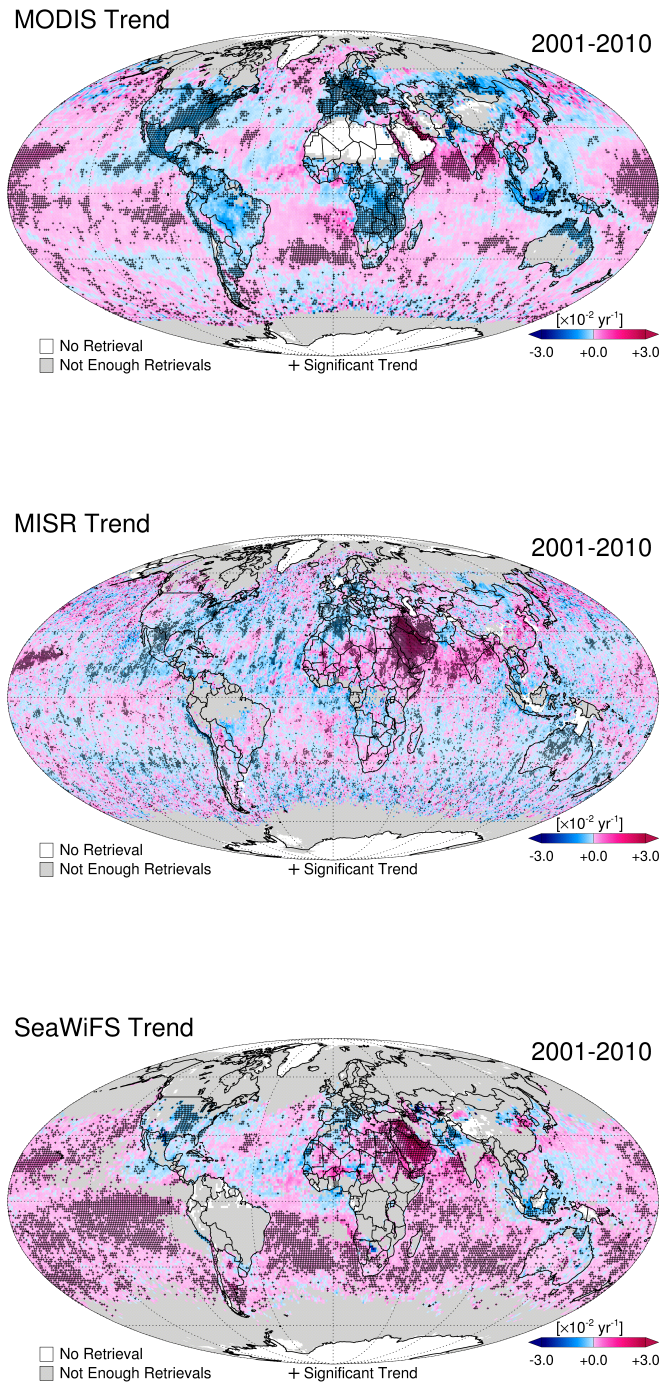 MODIS Trend
2001-2010
[×10⁻² yr⁻¹]
No Retrieval
-3.0 +0.0 +3.0
Not Enough Retrievals + Significant Trend
MISR Trend
2001-2010
[×10⁻² yr⁻¹]
No Retrieval
-3.0 +0.0 +3.0
Not Enough Retrievals + Significant Trend
SeaWiFS Trend
2001-2010
[×10⁻² yr⁻¹]
No Retrieval
-3.0 +0.0 +3.0
Not Enough Retrievals + Significant Trend